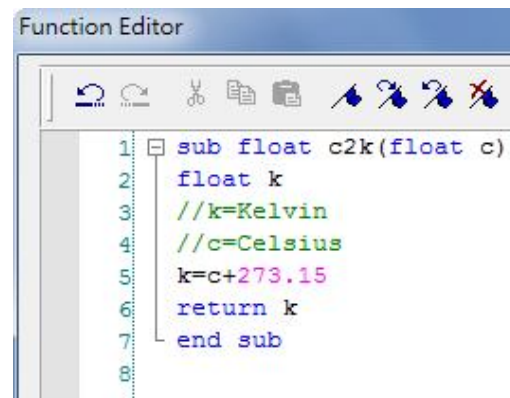 Function Editor
1 sub float c2k(float c)
2 float k
3 //k=Kelvin
4 //c=Celsius
5 k=c+273.15
6 return k
7 end sub
8